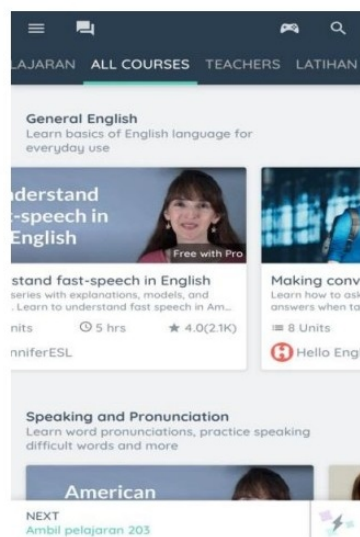 LAJARAN ALL COURSES TEACHERS LATIHAN
General English
Learn basics of English language for
everyday use
derstand
-speech in
English
Free with Pro
stand fast-speech in English
series with explanations, models, and
. Learn to understand fast speech in Am...
nits 5 hrs 4.0(2.1K)
nniferESL
Making conv
Learn how to ask
answers when ta
8 Units
Hello Engl
Speaking and Pronunciation
Learn word pronunciations, practice speaking
difficult words and more
American
NEXT
Ambil pelajaran 203